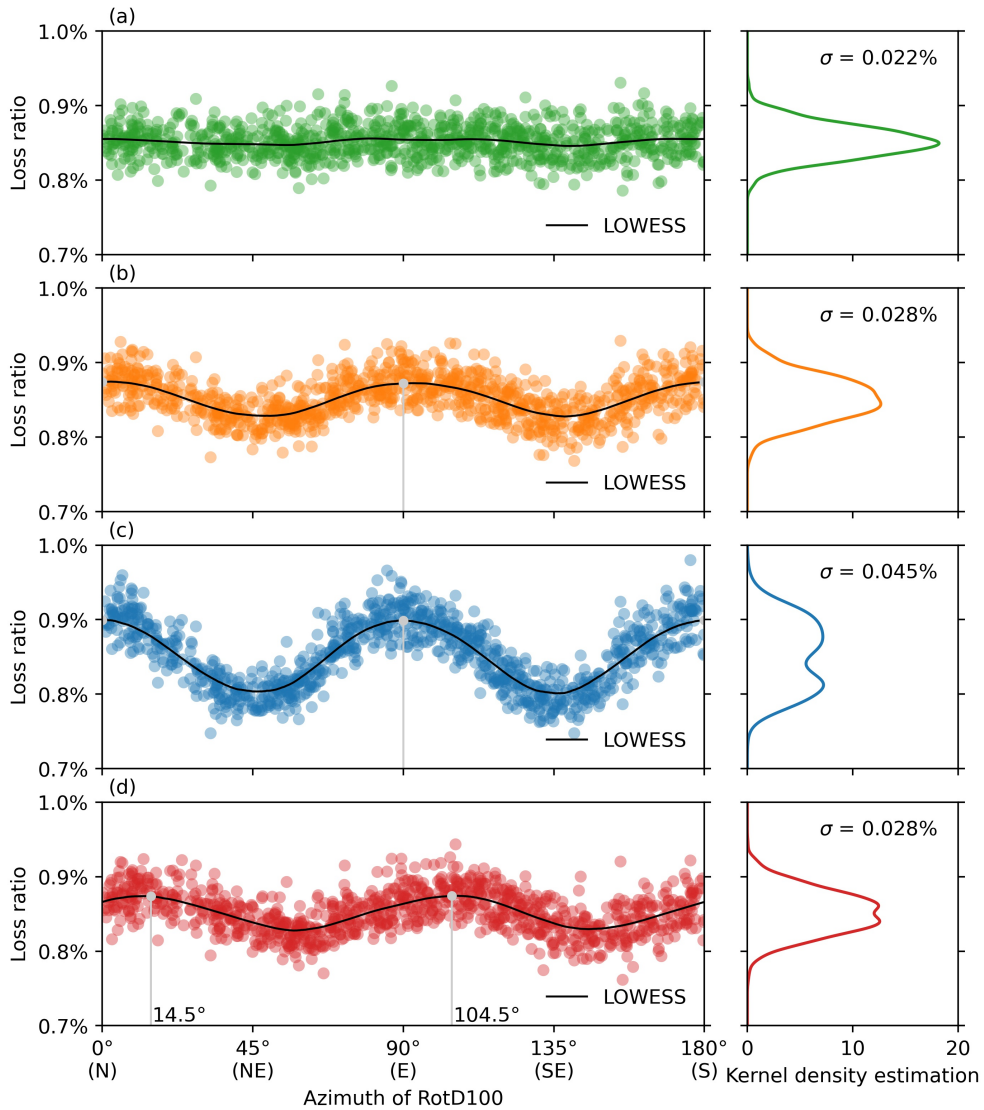 (a)
1.0%
0.9%
0.8%
0.7%
Loss ratio
LOWESS
σ = 0.022%
(b)
1.0%
0.9%
0.8%
0.7%
Loss ratio
LOWESS
σ = 0.028%
(c)
1.0%
0.9%
0.8%
0.7%
Loss ratio
LOWESS
σ = 0.045%
(d)
1.0%
0.9%
0.8%
0.7%
Loss ratio
14.5°
104.5°
LOWESS
σ = 0.028%
0° 45° 90° 135° 180°
(N) (NE) (E) (SE) (S)
Azimuth of RotD100
0 10 20
Kernel density estimation